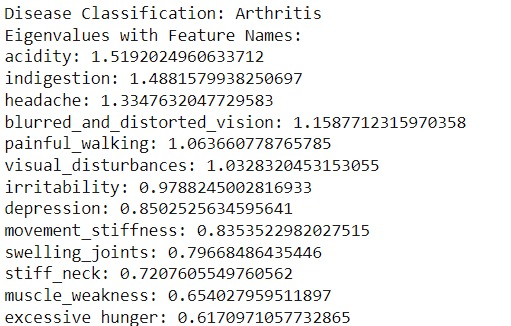 Disease Classification: Arthritis
Eigenvalues with Feature Names:
acidity: 1.5192024960633712
indigestion: 1.4881579938250697
headache: 1.3347632047729583
blurred_and_distorted_vision: 1.1587712315970358
painful_walking: 1.063660778765785
visual_disturbances: 1.0328320453153055
irritability: 0.9788245002816933
depression: 0.8502525634595641
movement_stiffness: 0.8353522982027515
swelling_joints: 0.79668486435446
stiff_neck: 0.7207605549760562
muscle_weakness: 0.654027959511897
excessive hunger: 0.6170971057732865